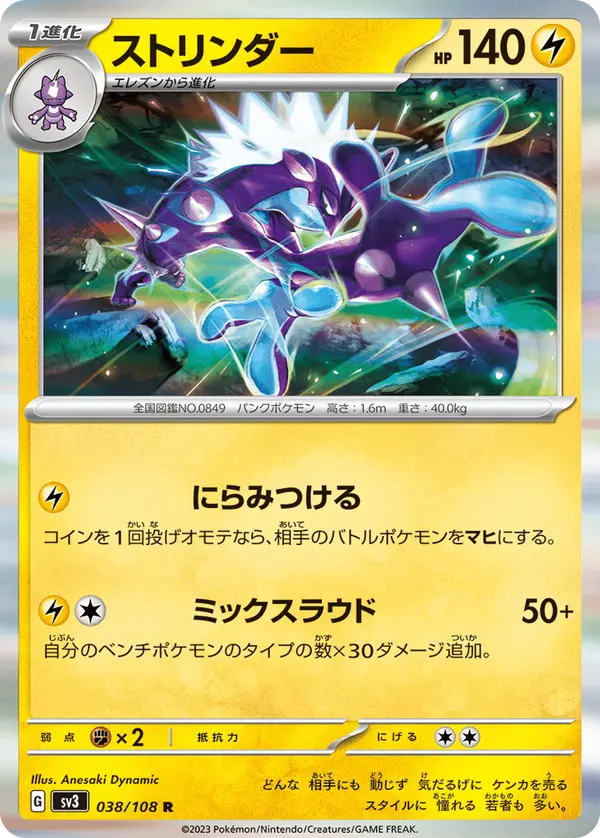 1進化
ストリンダー
HP 140
エレズンから進化
全国図鑑NO.0849 パンクポケモン 高さ:1.6m 重さ:40.0kg
にらみつける
コインを1回投げオモテなら、相手のバトルポケモンをマヒにする。
ミックスラウド 50+
自分のベンチポケモンのタイプの数×30ダメージ追加。
弱点 ×2 抵抗力 にげる
Illus. Anesaki Dynamic
G sv3 038/108 R
どんな 相手にも 動じず 気だるげに ケンカを売る
スタイルに 憧れる 若者も 多い。
©2023 Pokémon/Nintendo/Creatures/GAME FREAK.